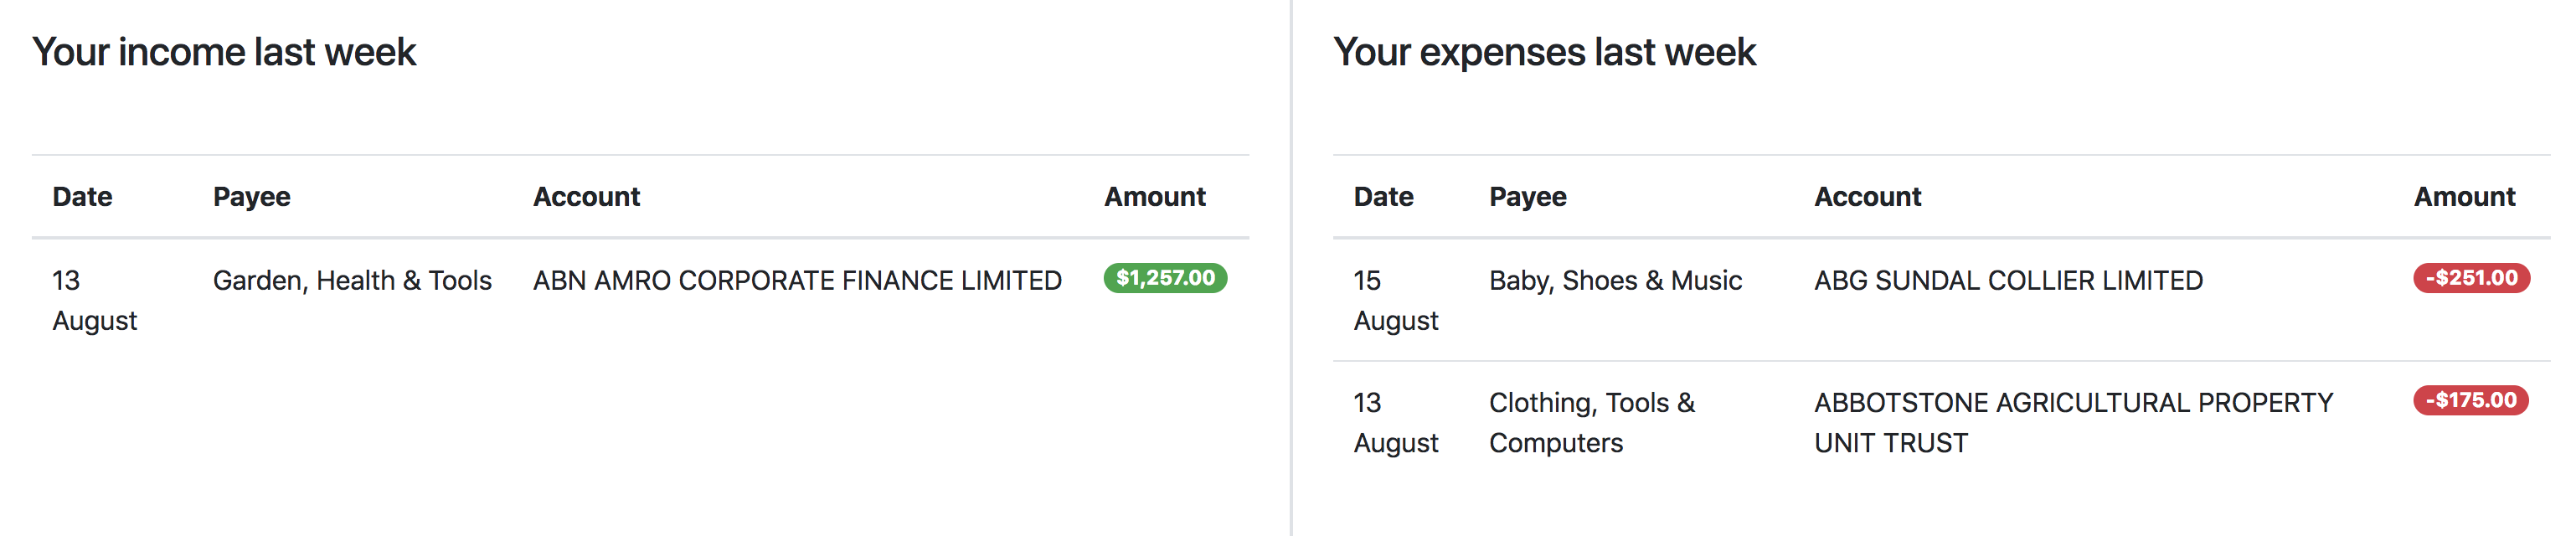 Your income last week
Date Payee Account Amount
13 Garden, Health & Tools ABN AMRO CORPORATE FINANCE LIMITED $1,257.00
August
Your expenses last week
Date Payee Account Amount
15 Baby, Shoes & Music ABG SUNDAL COLLIER LIMITED -$251.00
August
13 Clothing, Tools & ABBOTSTONE AGRICULTURAL PROPERTY -$175.00
August Computers UNIT TRUST